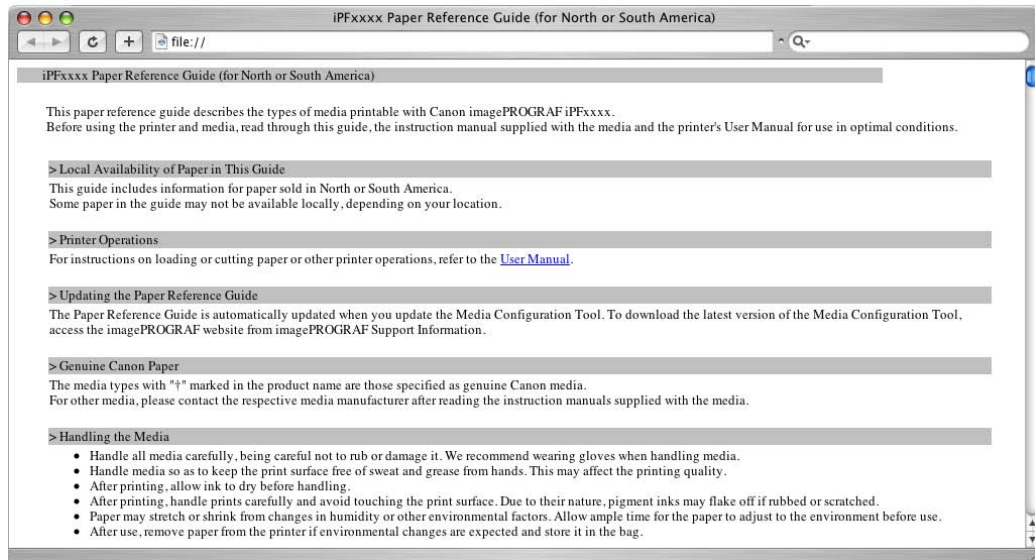 iPFxxxx Paper Reference Guide (for North or South America)
file://
Q
iPFxxx Paper Reference Guide (for North or South America)
This paper reference guide describes the types of media printable with Canon imagePROGRAF iPFxxxx.
Before using the printer and media, read through this guide, the instruction manual supplied with the media and the printer's User Manual for use in optimal conditions.
> Local Availability of Paper in This Guide
This guide includes information for paper sold in North or South America.
Some paper in the guide may not be available locally, depending on your location.
> Printer Operations
For instructions on loading or cutting paper or other printer operations, refer to the User Manual.
> Updating the Paper Reference Guide
The Paper Reference Guide is automatically updated when you update the Media Configuration Tool. To download the latest version of the Media Configuration Tool,
access the imagePROGRAF website from imagePROGRAF Support Information.
> Genuine Canon Paper
The media types with "†" marked in the product name are those specified as genuine Canon media.
For other media, please contact the respective media manufacturer after reading the instruction manuals supplied with the media.
> Handling the Media
• Handle all media carefully, being careful not to rub or damage it. We recommend wearing gloves when handling media.
• Handle media so as to keep the print surface free of sweat and grease from hands. This may affect the printing quality.
• After printing, allow ink to dry before handling.
• After printing, handle prints carefully and avoid touching the print surface. Due to their nature, pigment inks may flake off if rubbed or scratched.
• Paper may stretch or shrink from changes in humidity or other environmental factors. Allow ample time for the paper to adjust to the environment before use.
• After use, remove paper from the printer if environmental changes are expected and store it in the bag.